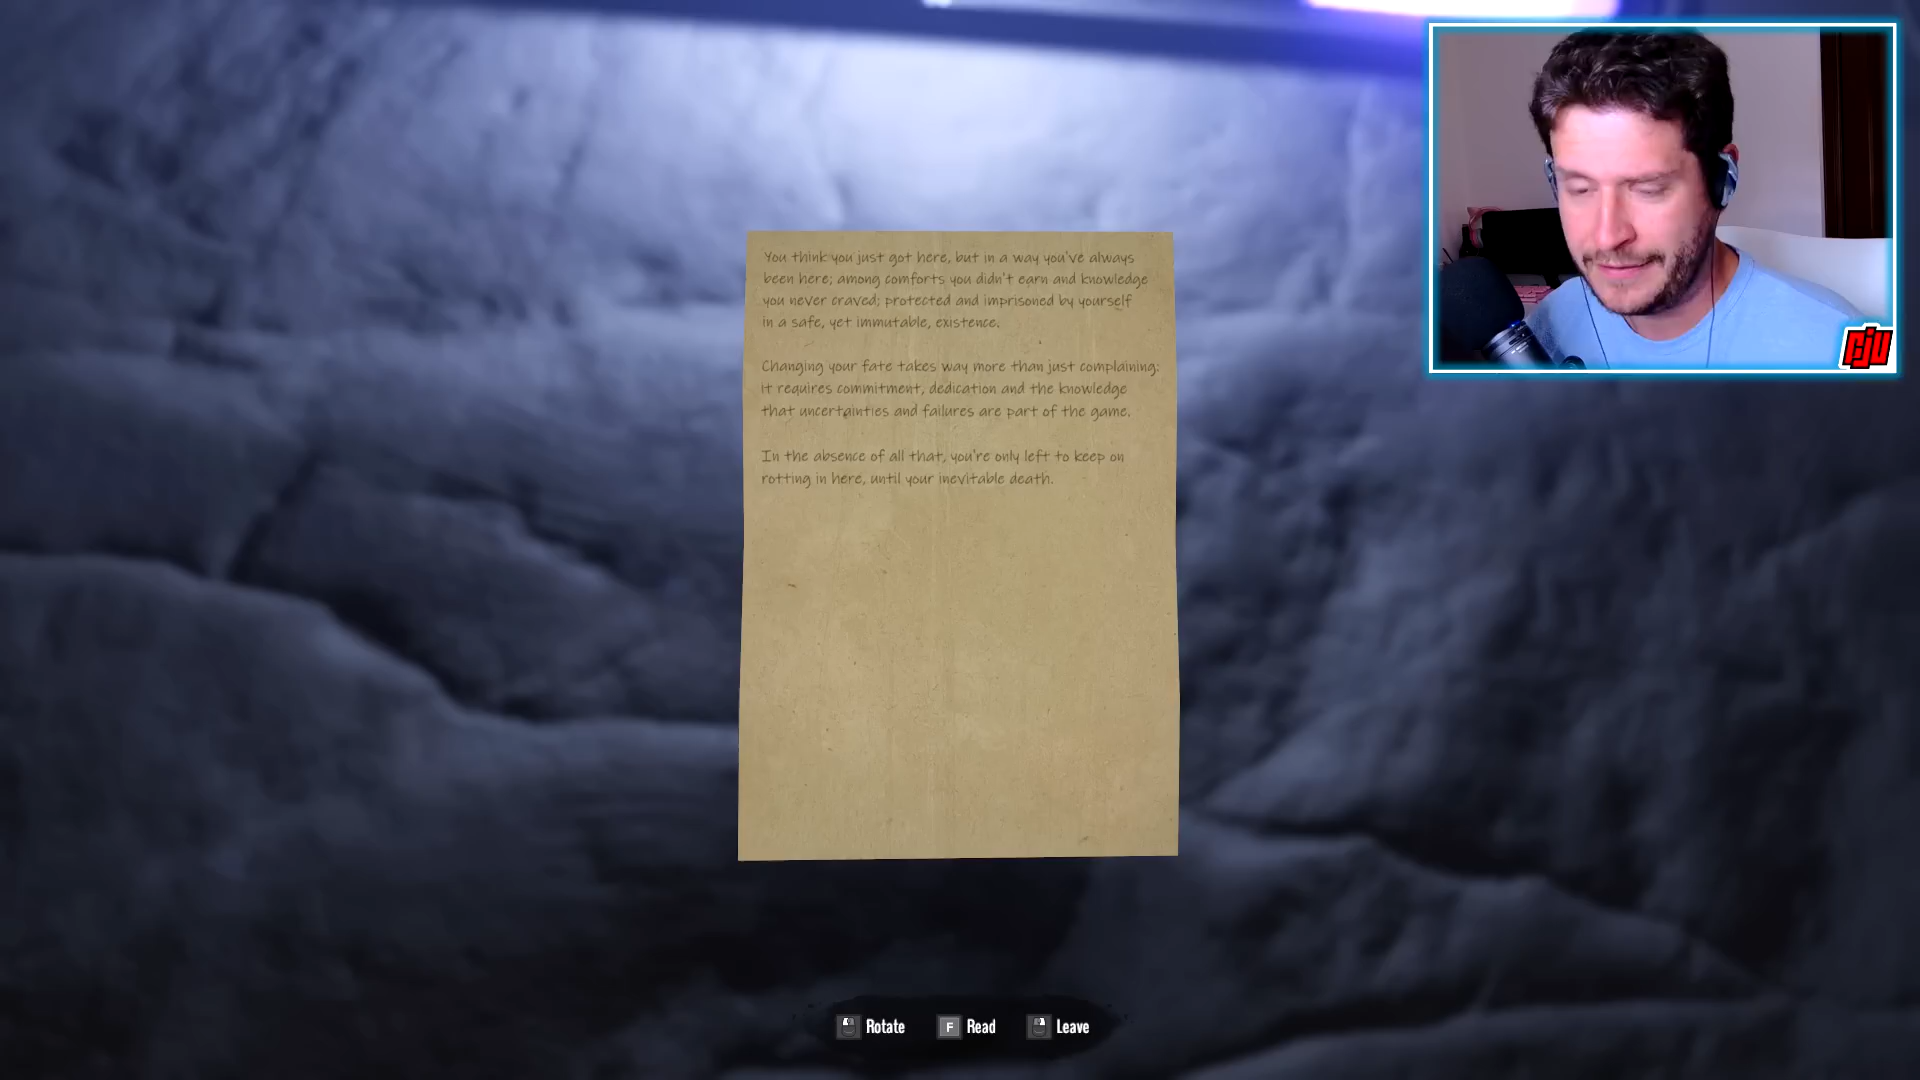 You think you just got here, but in a way you've always
been here; among comforts you didn't earn and knowledge
you never craved; protected and imprisoned by yourself
in a safe, yet immutable, existence.
Changing your fate takes way more than just complaining:
it requires commitment, dedication and the knowledge
that uncertainties and failures are part of the game.
In the absence of all that, you're only left to keep on
rotting in here, until your inevitable death.
Rotate F Read Leave
CJU